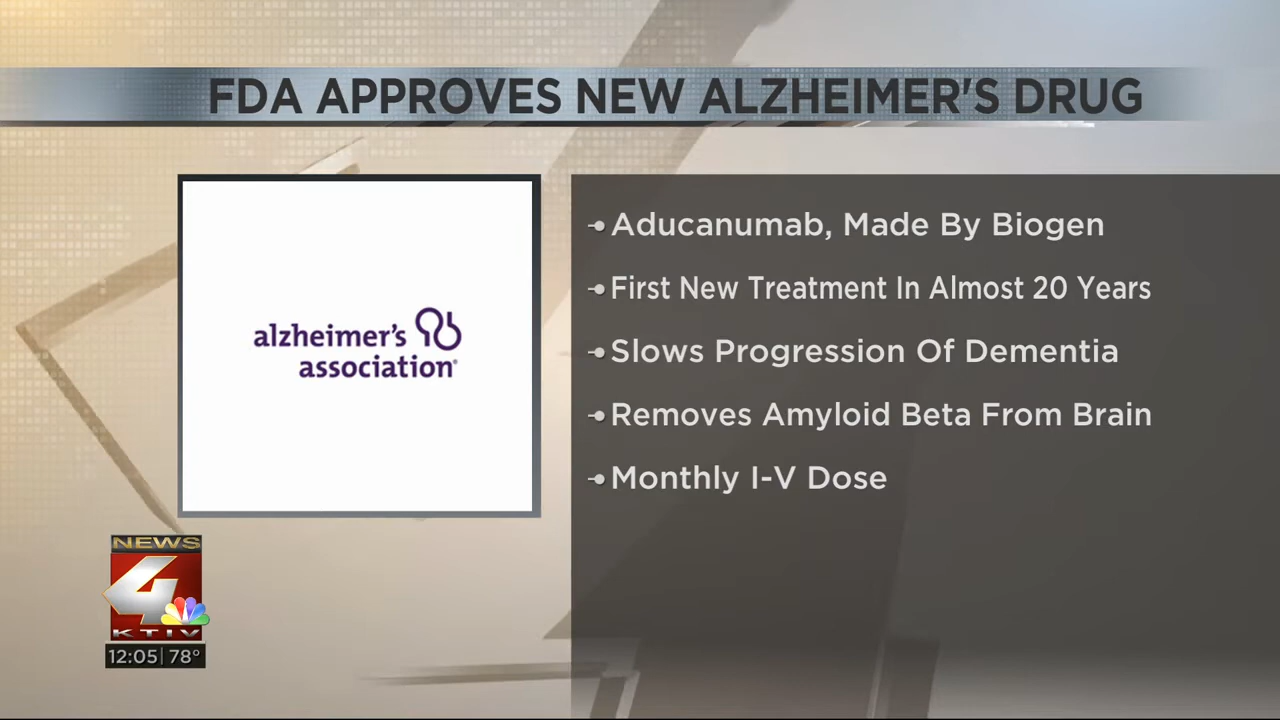 FDA APPROVES NEW ALZHEIMER'S DRUG
alzheimer's
association®
Aducanumab, Made By Biogen
First New Treatment In Almost 20 Years
Slows Progression Of Dementia
Removes Amyloid Beta From Brain
Monthly I-V Dose
NEWS
4
KTIV
12:05 78°